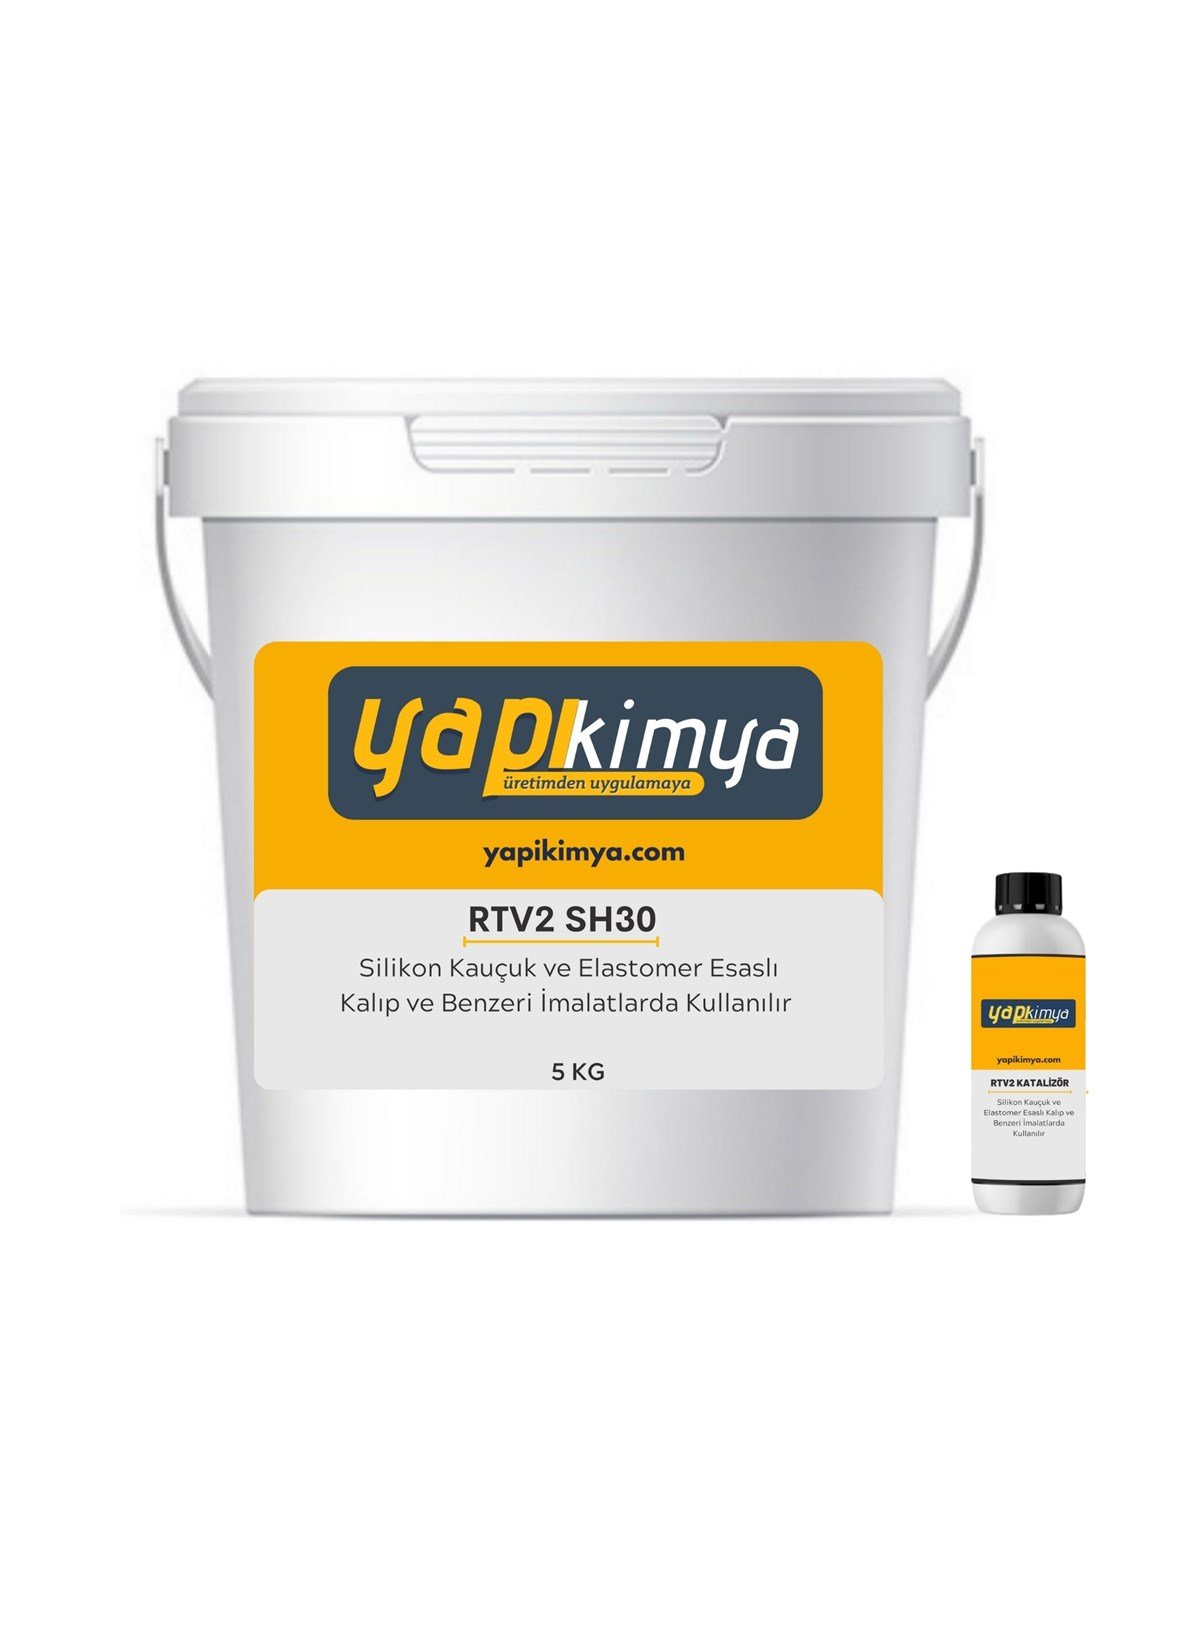 yapıkimya
üretimden uygulamaya
yapikimya.com
RTV2 SH30
Silikon Kauçuk ve Elastomer Esaslı
Kalıp ve Benzeri İmalatlarda Kullanılır
5 KG
yapıkimya
yapikimya.com
RTV2 KATALİZÖR
Silikon Kauçuk ve
Elastomer Esaslı Kalıp ve
Benzeri İmalatlarda
Kullanılır